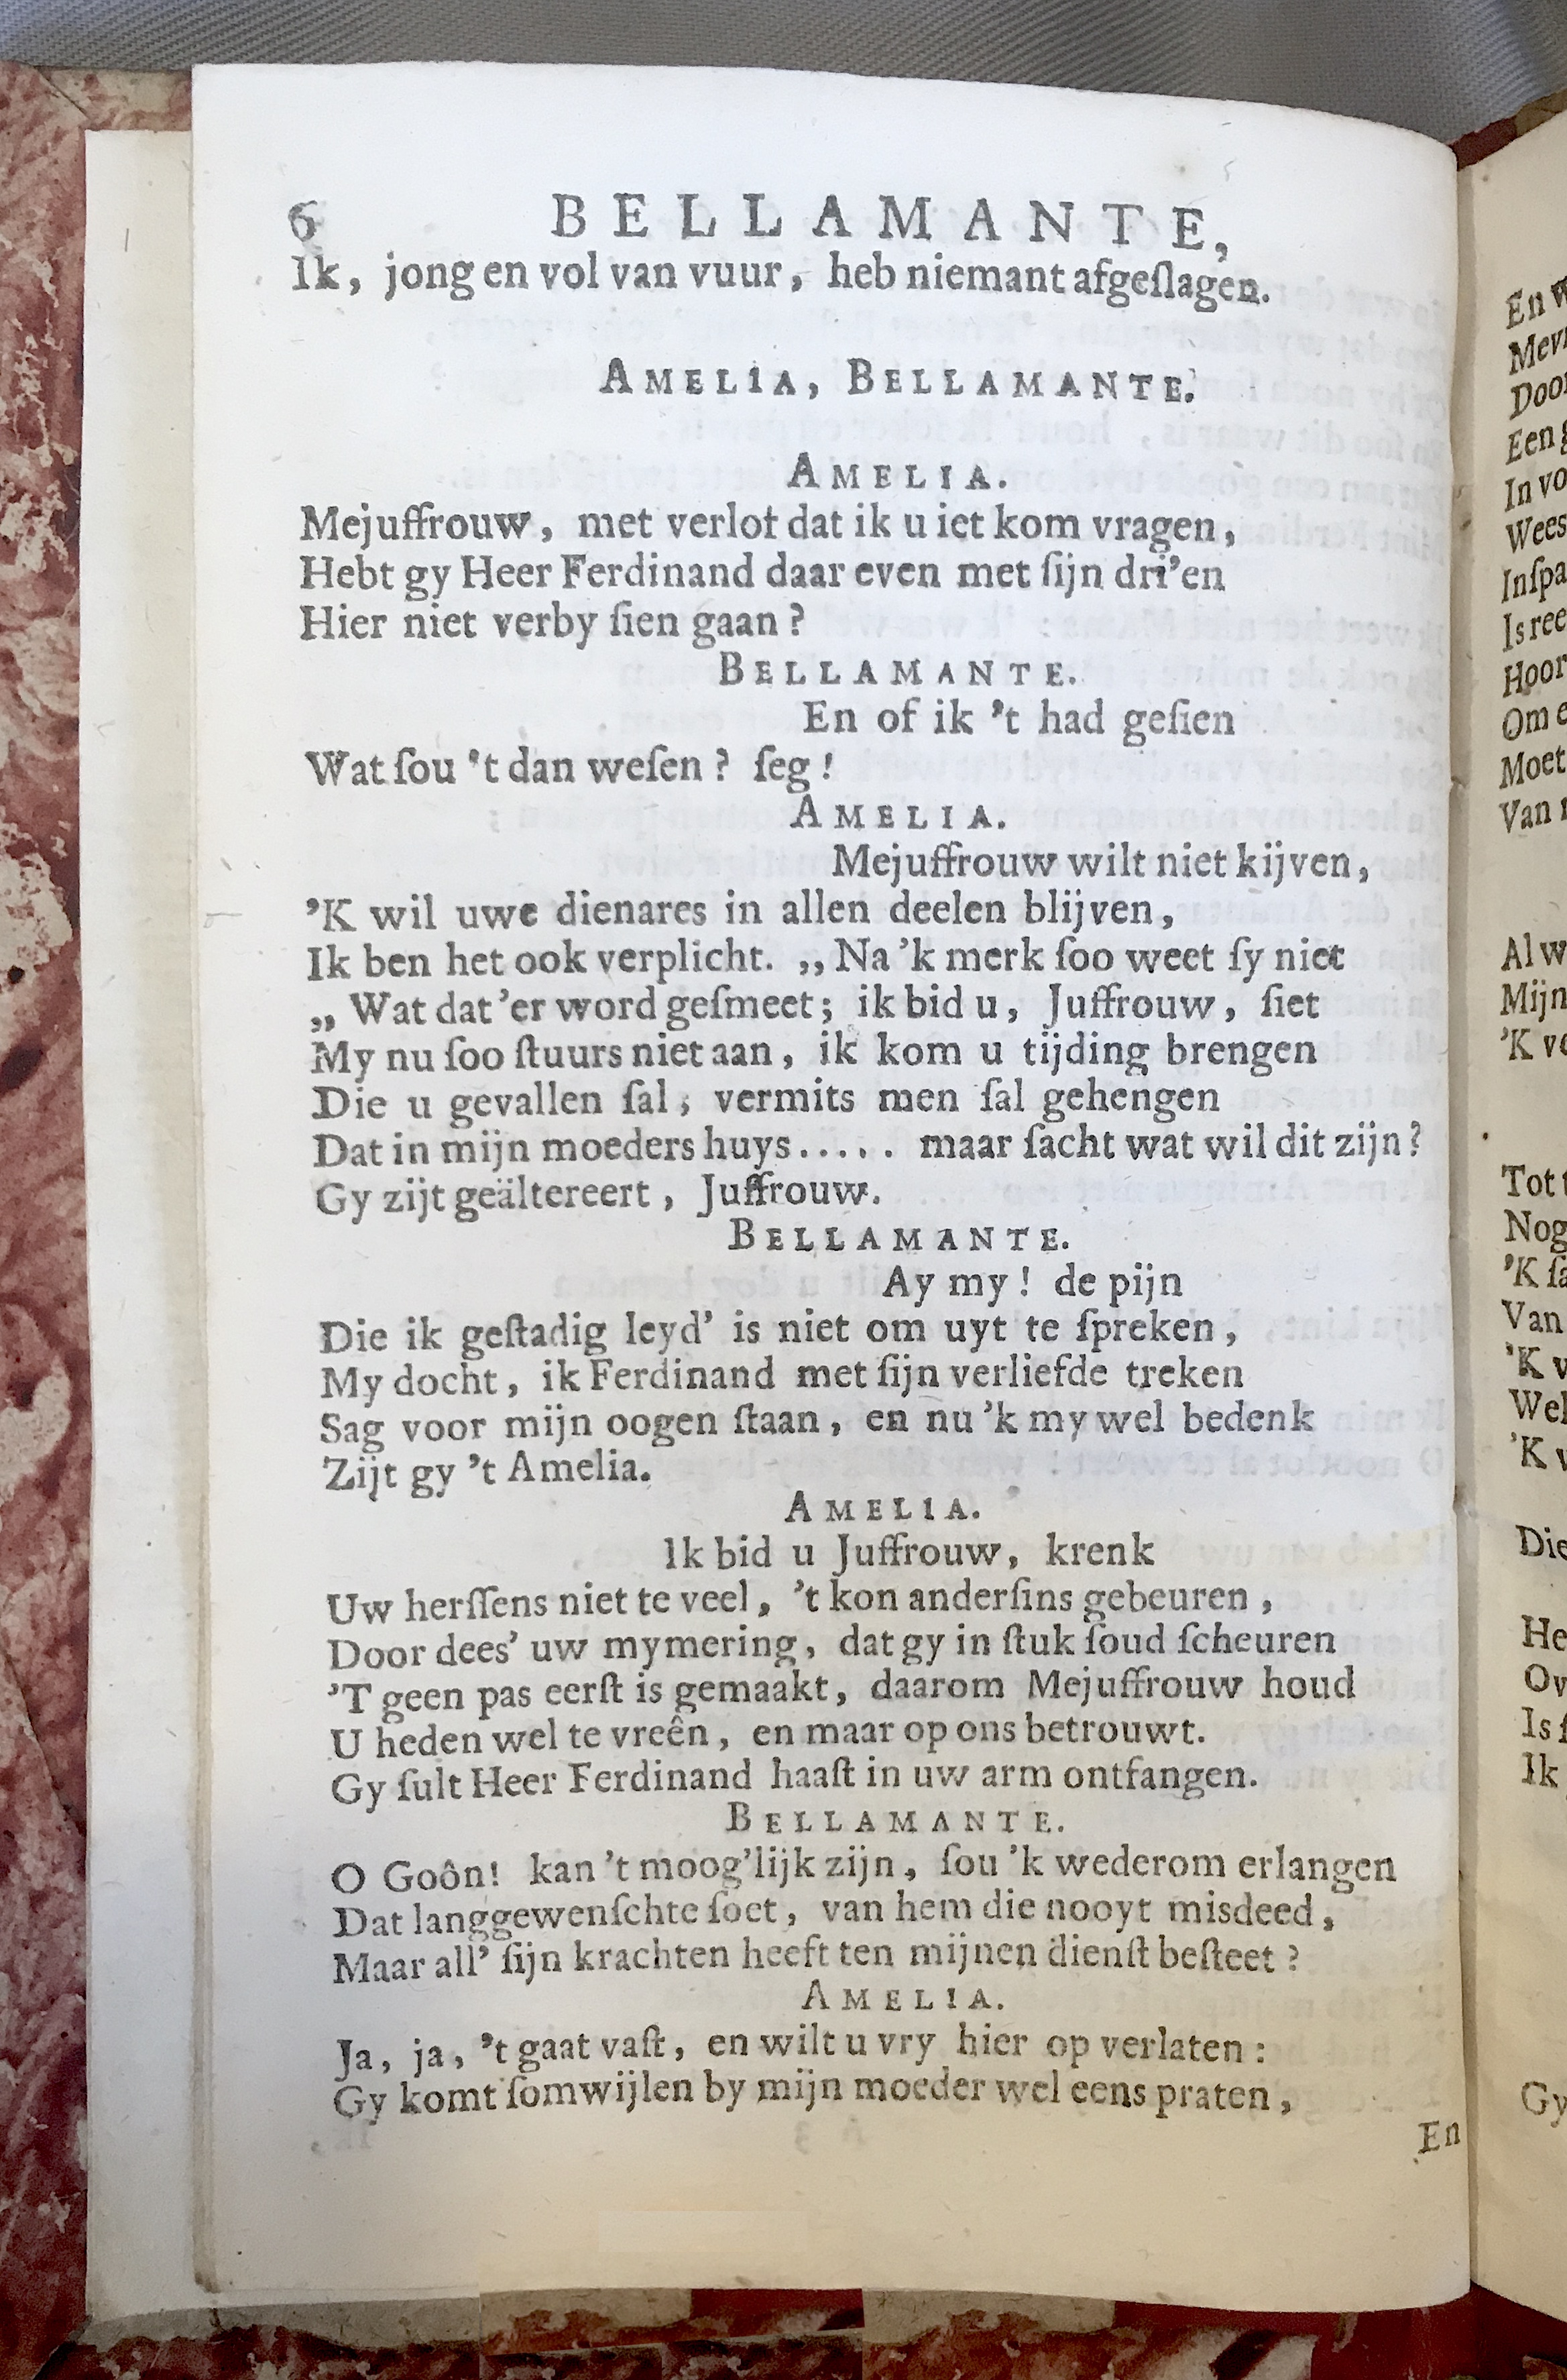 6 BELLAMANTE,
Ik, jong en vol van vuur, heb niemant afgeſlagen.
AMELIA, BELLAMANTE.
AMELIA.
Mejuffrouw, met verlof dat ik u iet kom vragen,
Hebt gy Heer Ferdinand daar even met ſijn dri'en
Hier niet verby ſien gaan?
BELLAMANTE.
En of ik 't had geſien
Wat ſou 't dan weſen? ſeg!
AMELIA.
Mejuffrouw wilt niet kijven,
'K wil uwe dienares in allen deelen blijven,
Ik ben het ook verplicht. ,, Na 'k merk ſoo weet ſy niet
,, Wat dat 'er word geſmeet; ik bid u, Juffrouw, ſiet
My nu ſoo ſtuurs niet aan, ik kom u tijding brengen
Die u gevallen ſal, vermits men ſal gehengen
Dat in mijn moeders huys..... maar ſacht wat wil dit zijn?
Gy zijt geältereert, Juffrouw.
BELLAMANTE.
Ay my! de pijn
Die ik geſtadig leyd' is niet om uyt te ſpreken,
My docht, ik Ferdinand met ſijn verliefde treken
Sag voor mijn oogen ſtaan, en nu 'k my wel bedenk
Zijt gy 't Amelia.
AMELIA.
Ik bid u Juffrouw, krenk
Uw herſſens niet te veel, 't kon anderſins gebeuren,
Door dees' uw mymering, dat gy in ſtuk ſoud ſcheuren
'T geen pas eerſt is gemaakt, daarom Mejuffrouw houd
U heden wel te vreên, en maar op ons betrouwt.
Gy ſult Heer Ferdinand haaſt in uw arm ontfangen.
BELLAMANTE.
O Goôn! kan 't moog'lijk zijn, ſou 'k wederom erlangen
Dat langgewenſchte ſoet, van hem die nooyt misdeed,
Maar all' ſijn krachten heeft ten mijnen dienſt beſteet?
AMELIA.
Ja, ja, 't gaat vaſt, en wilt u vry hier op verlaten:
Gy komt ſomwijlen by mijn moeder wel eens praten,
En